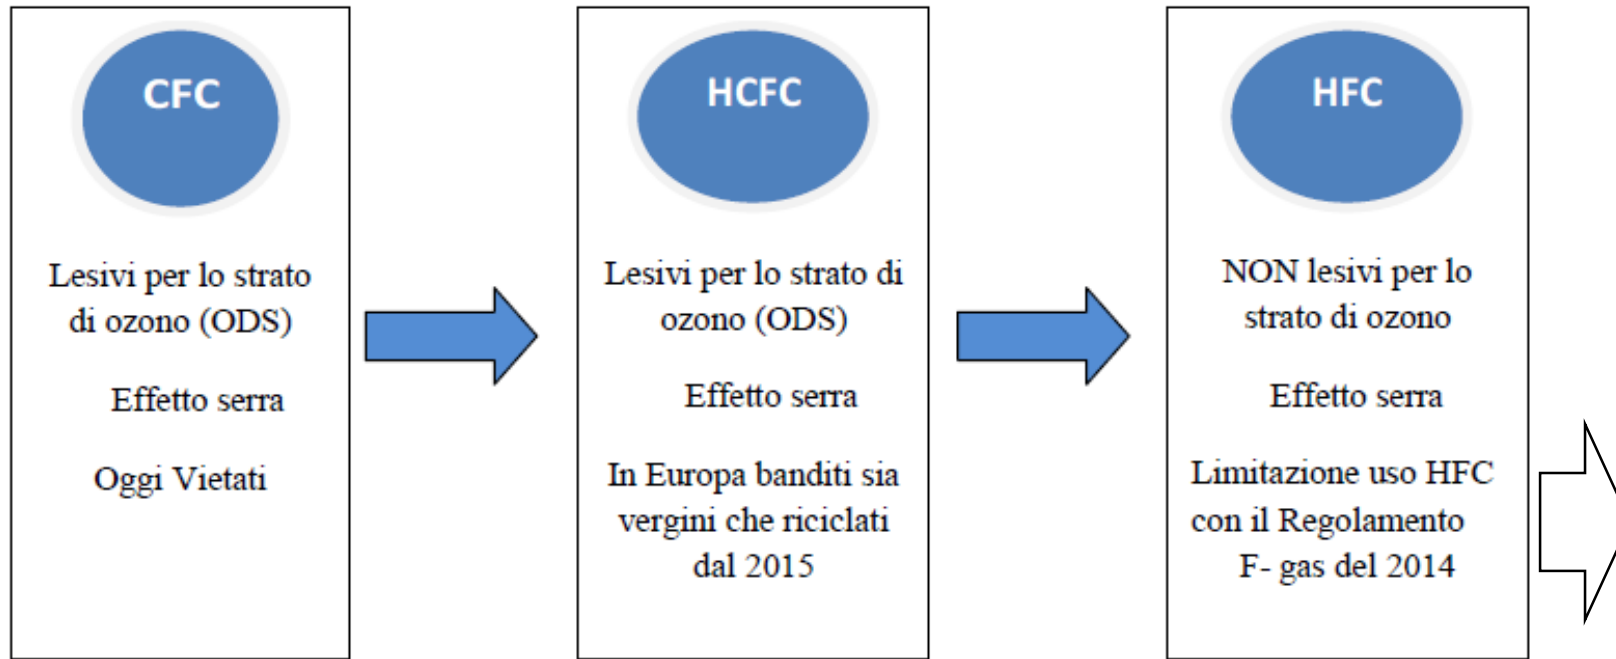 CFC
Lesivi per lo strato
di ozono (ODS)
Effetto serra
Oggi Vietati
HCFC
Lesivi per lo strato di
ozono (ODS)
Effetto serra
In Europa banditi sia
vergini che riciclati
dal 2015
HFC
NON lesivi per lo
strato di ozono
Effetto serra
Limitazione uso HFC
con il Regolamento
F- gas del 2014